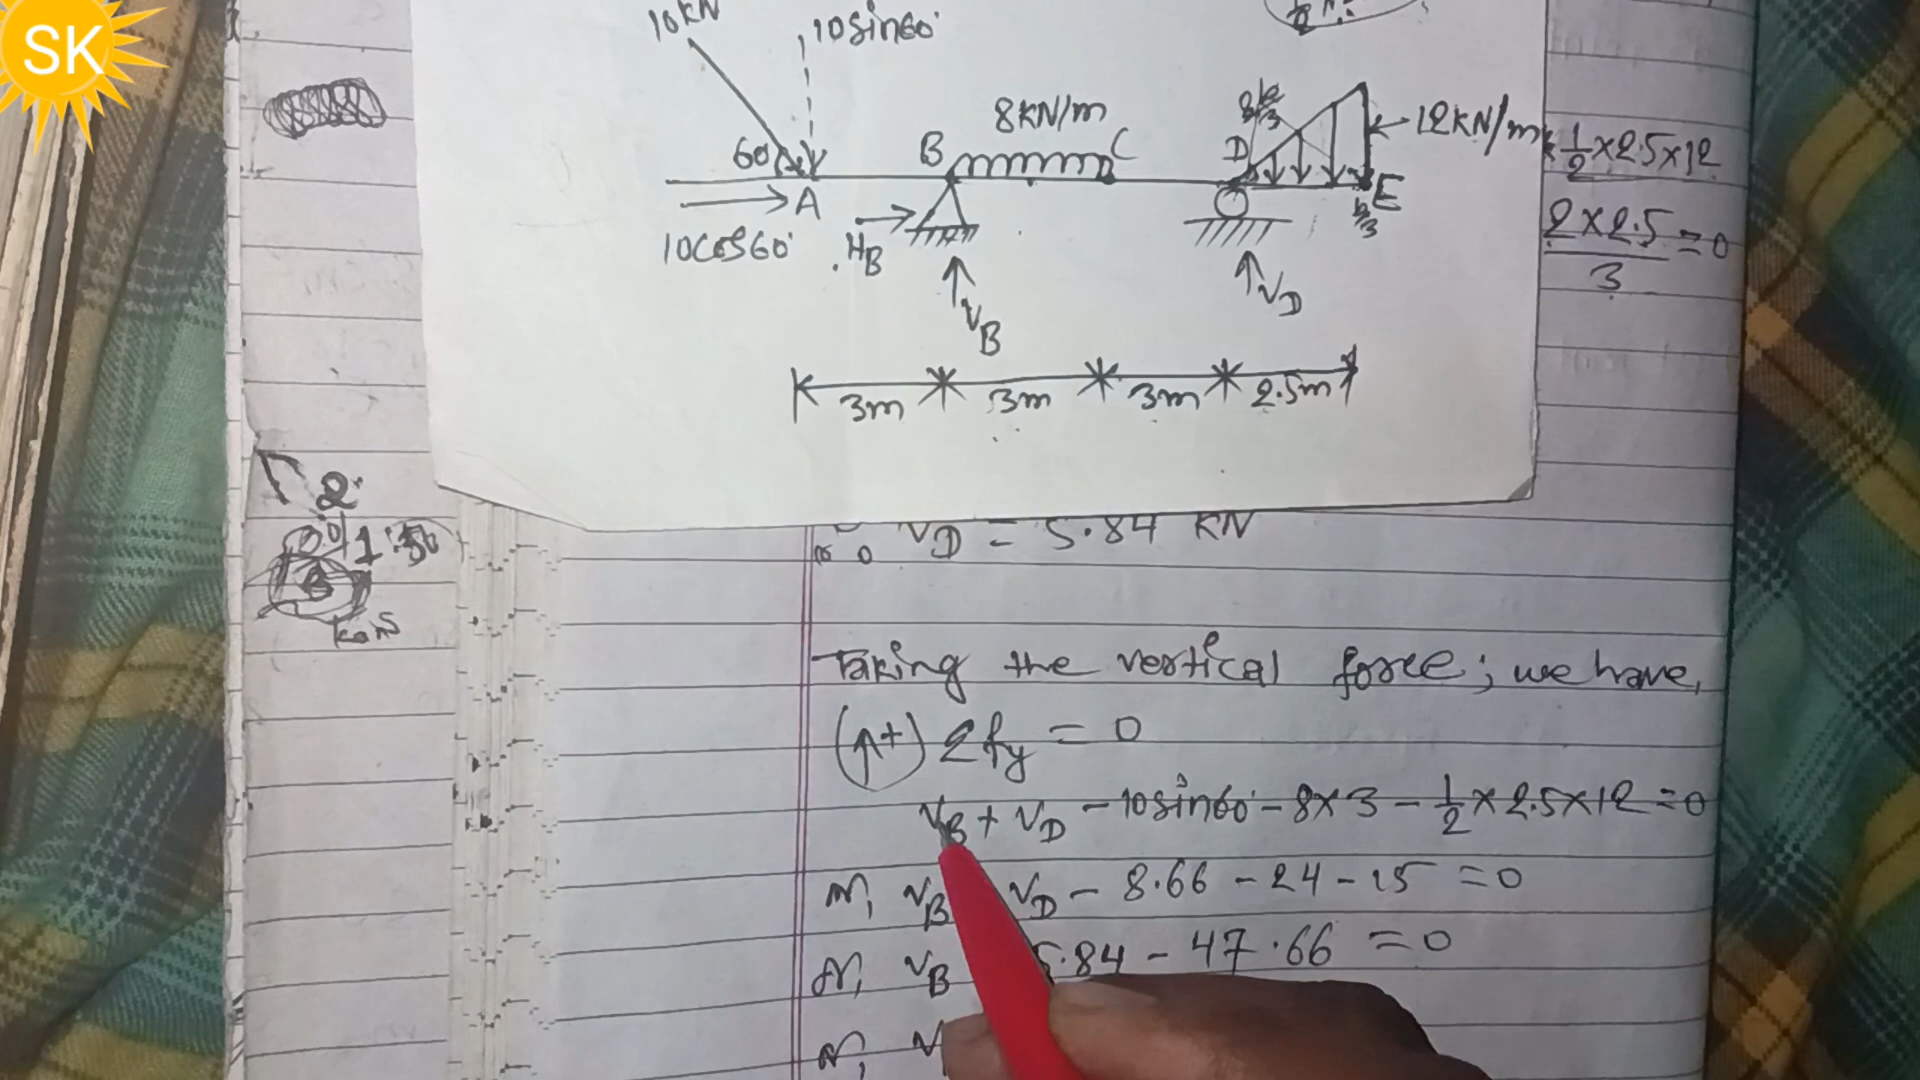 SK
10KN
10sin60°
8KN/m
12KN/m
60
A
B
C
D
E
10cos60°
HB
VB
VD
3m 3m 3m 2.5m
1/2×2.5×12
2×2.5/3 =0
2
VD = 5.84 KN
Taking the vertical force; we have,
(↑+) Σfy = 0
VB + VD - 10sin60° - 8×3 - 1/2×2.5×12=0
VB VD - 8.66 - 24 - 15 = 0
VB 5.84 - 47.66 = 0